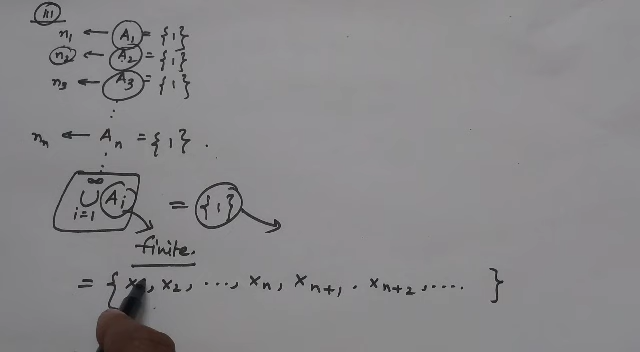 iii
n₁ ← A₁ = {1}
n₂ ← A₂ = {1}
n₃ ← A₃ = {1}
⋮
nₙ ← Aₙ = {1} .
⋮
∞ ⋃ i=1 Aᵢ = {1}
finite.
= { x₁, x₂, ..., xₙ, xₙ₊₁, xₙ₊₂, .... }